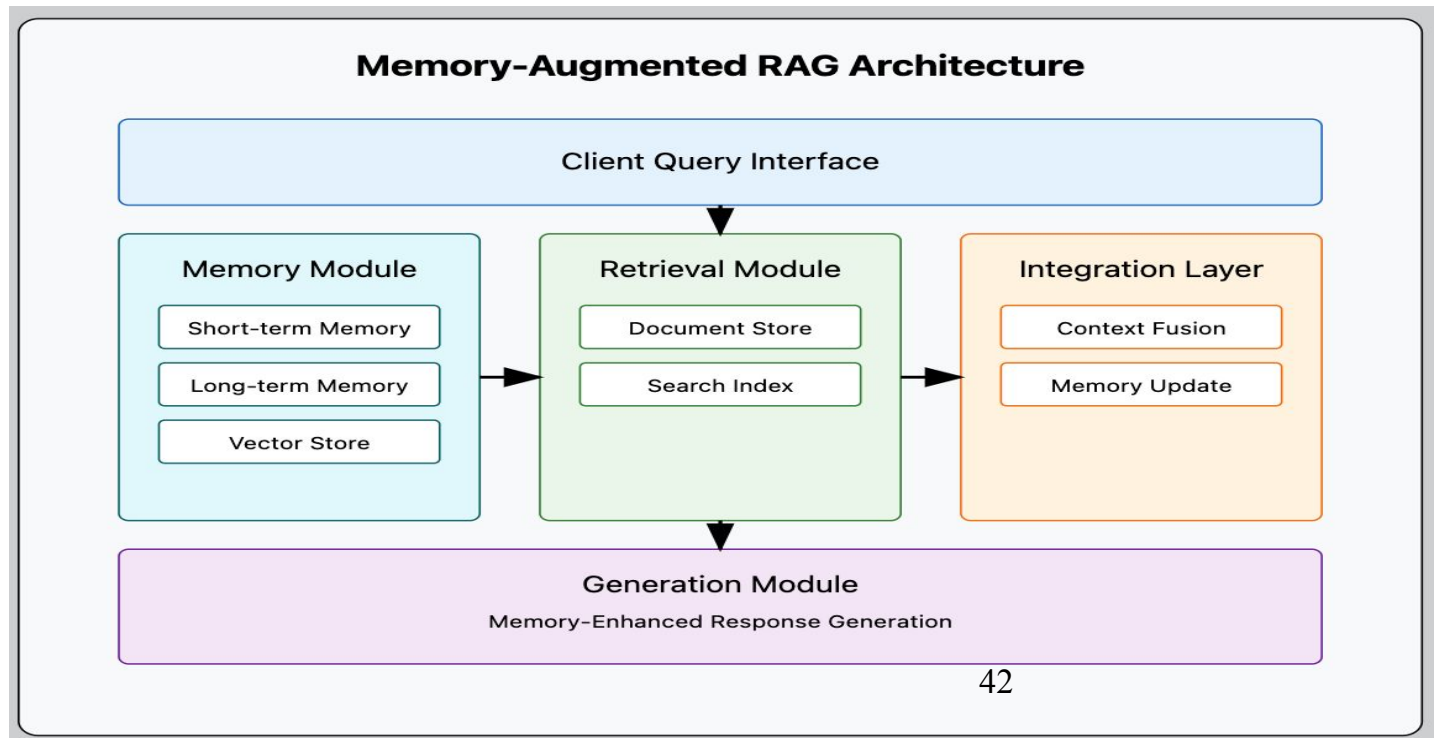 Memory-Augmented RAG Architecture
Client Query Interface
Memory Module
Short-term Memory
Long-term Memory
Vector Store
Retrieval Module
Document Store
Search Index
Integration Layer
Context Fusion
Memory Update
Generation Module
Memory-Enhanced Response Generation
42